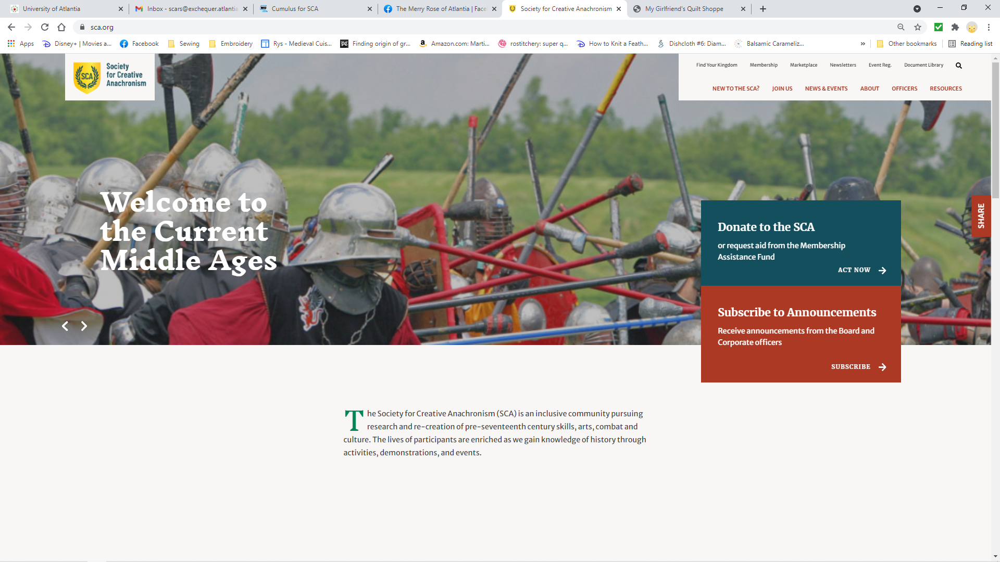 University of Atlantia
Inbox - scars@exchequer.atlantia
Cumulus for SCA
The Merry Rose of Atlantia | Face
Society for Creative Anachronism
My Girlfriend's Quilt Shoppe
sca.org
Apps
Disney+ | Movies a...
Facebook
Sewing
Embroidery
Rys - Medieval Cuis...
Finding origin of gr...
Amazon.com: Marti...
rostitchery: super q...
How to Knit a Feath...
Dishcloth #6: Diam...
Balsamic Carameliz...
Other bookmarks
Reading list
SCA
Society
for Creative
Anachronism
Find Your Kingdom
Membership
Marketplace
Newsletters
Event Reg.
Document Library
NEW TO THE SCA?
JOIN US
NEWS & EVENTS
ABOUT
OFFICERS
RESOURCES
Welcome to
the Current
Middle Ages
SHARE
Donate to the SCA
or request aid from the Membership
Assistance Fund
ACT NOW
Subscribe to Announcements
Receive announcements from the Board and
Corporate officers
SUBSCRIBE
The Society for Creative Anachronism (SCA) is an inclusive community pursuing
research and re-creation of pre-seventeenth century skills, arts, combat and
culture. The lives of participants are enriched as we gain knowledge of history through
activities, demonstrations, and events.